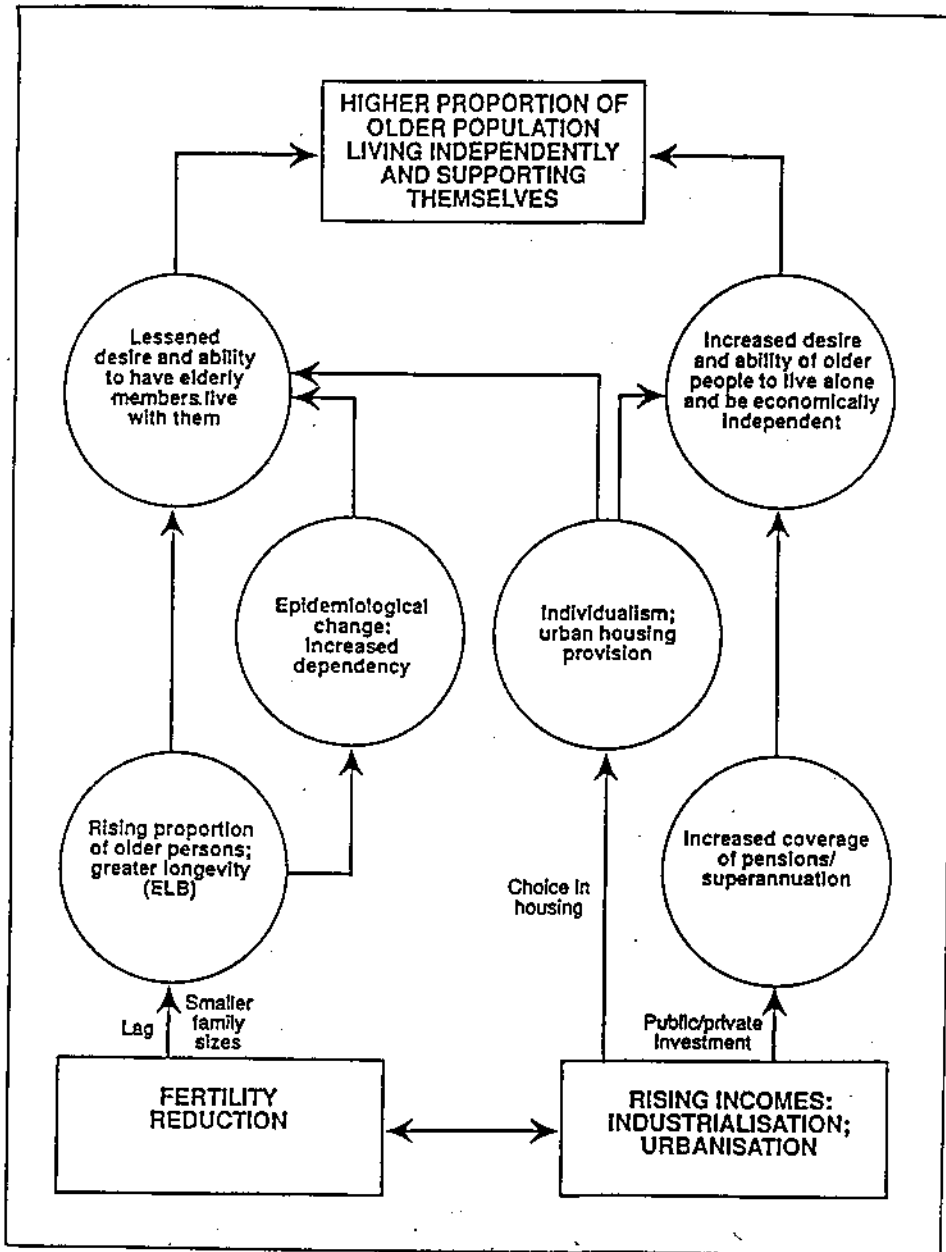 HIGHER PROPORTION OF
OLDER POPULATION
LIVING INDEPENDENTLY
AND SUPPORTING
THEMSELVES
Lessened
desire and ability
to have elderly
members live
with them
Increased desire
and ability of older
people to live alone
and be economically
independent
Epidemiological
change;
increased
dependency
Individualism;
urban housing
provision
Rising proportion
of older persons;
greater longevity
(ELB)
Increased coverage
of pensions/
superannuation
Choice in
housing
Lag
Smaller
family
sizes
Public/private
investment
FERTILITY
REDUCTION
RISING INCOMES:
INDUSTRIALISATION;
URBANISATION